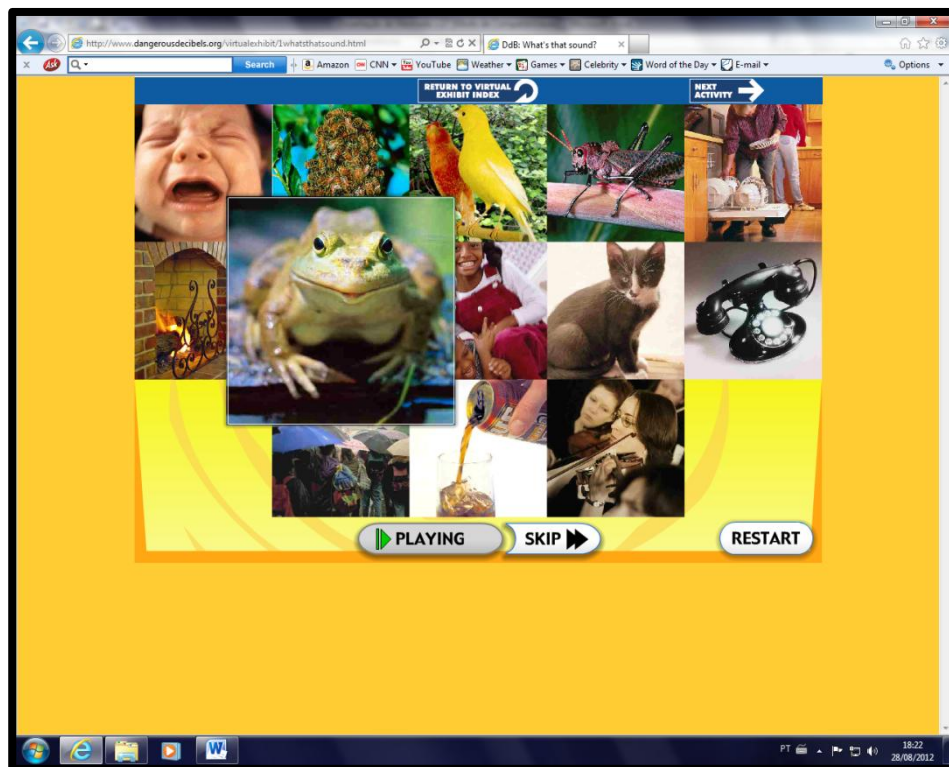 http://www.dangerousdecibels.org/virtualexhibit/1whatsthatsound.html
DdB: What's that sound?
Ask Search Amazon CNN YouTube Weather Games Celebrity Word of the Day E-mail Options
RETURN TO VIRTUAL
EXHIBIT INDEX
NEXT
ACTIVITY
PLAYING SKIP RESTART
PT 18:22
28/08/2012